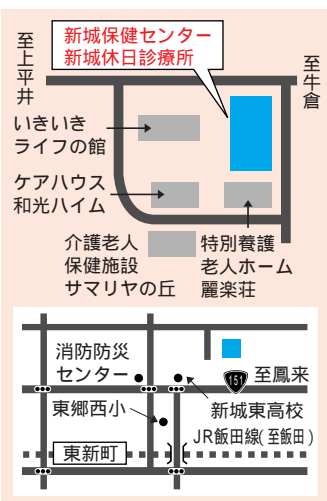 新城保健センター
新城休日診療所
至上平井
至牛倉
いきいき
ライフの館
ケアハウス
和光ハイム
介護老人
保健施設
サマリヤの丘
特別養護
老人ホーム
麗楽荘
消防防災
センター
151
至鳳来
東郷西小
新城東高校
JR飯田線(至飯田)
東新町